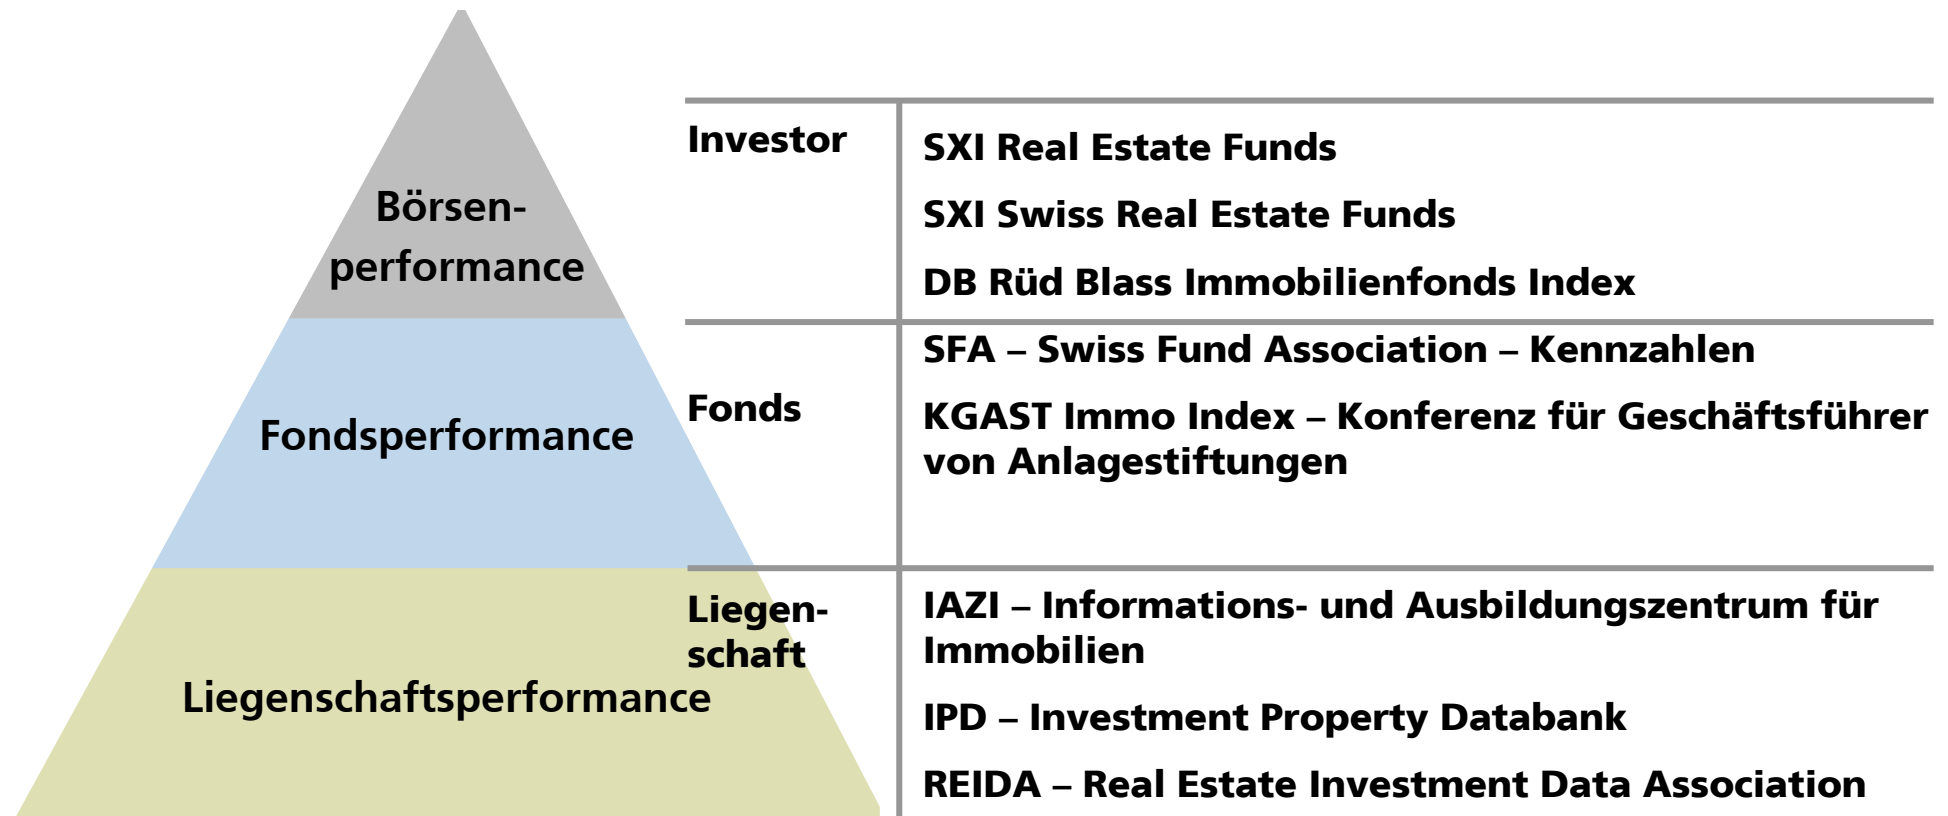 Börsen-
performance
Fondsperformance
Liegenschaftsperformance
Investor
SXI Real Estate Funds
SXI Swiss Real Estate Funds
DB Rüd Blass Immobilienfonds Index
Fonds
SFA – Swiss Fund Association – Kennzahlen
KGAST Immo Index – Konferenz für Geschäftsführer
von Anlagestiftungen
Liegen-
schaft
IAZI – Informations- und Ausbildungszentrum für
Immobilien
IPD – Investment Property Databank
REIDA – Real Estate Investment Data Association